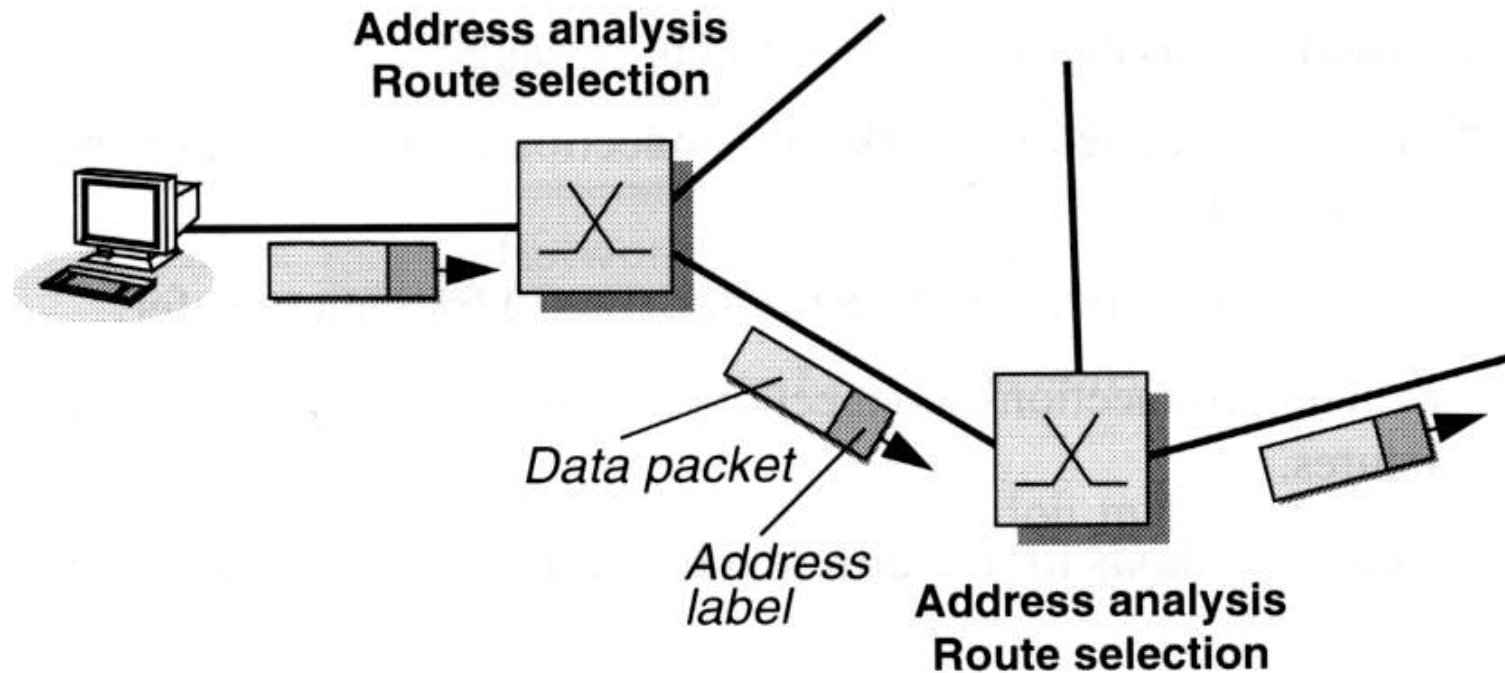 Address analysis
Route selection
Data packet
Address
label
Address analysis
Route selection